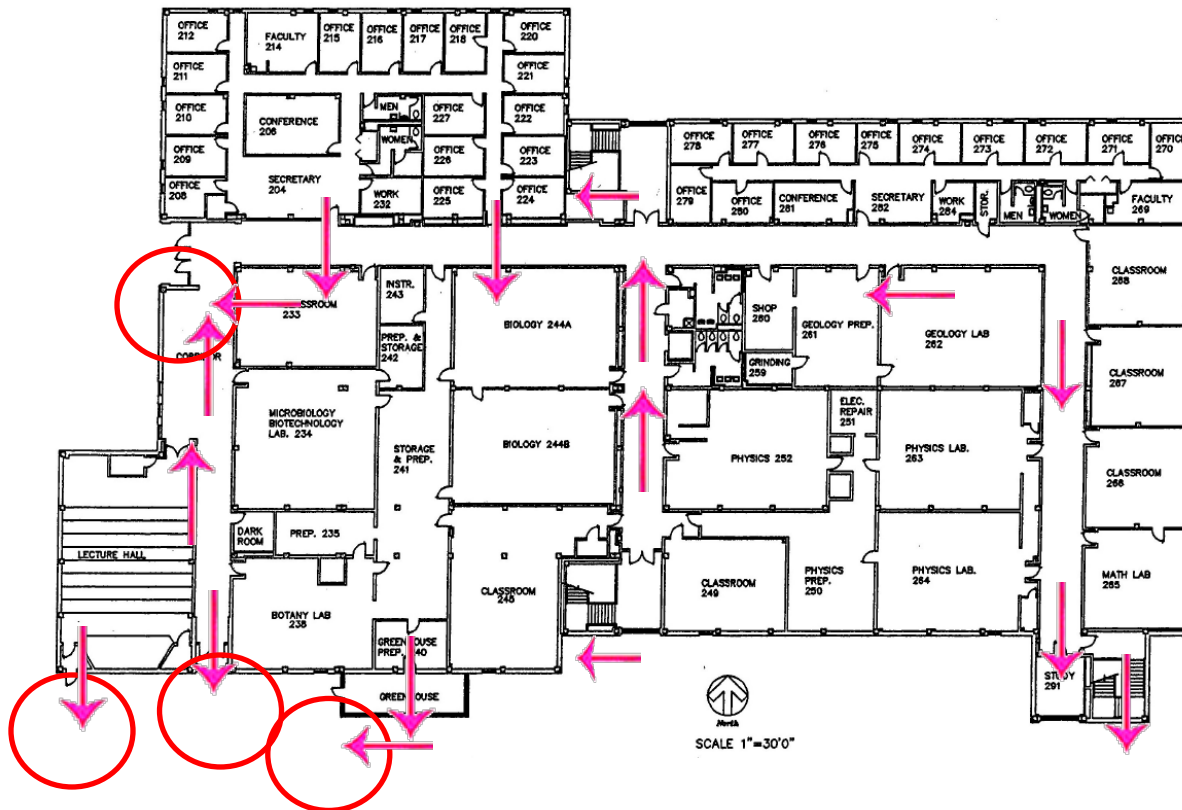 OFFICE
212
FACULTY
214
OFFICE
215
OFFICE
216
OFFICE
217
OFFICE
218
OFFICE
220
OFFICE
211
OFFICE
221
OFFICE
210
CONFERENCE
206
MEN
OFFICE
227
OFFICE
222
OFFICE
209
WOMEN
OFFICE
226
OFFICE
223
OFFICE
208
SECRETARY
204
WORK
232
OFFICE
225
OFFICE
224
OFFICE
278
OFFICE
277
OFFICE
276
OFFICE
275
OFFICE
274
OFFICE
273
OFFICE
272
OFFICE
271
OFFICE
270
OFFICE
279
OFFICE
280
CONFERENCE
281
SECRETARY
282
WORK
284
STOR.
MEN
WOMEN
FACULTY
269
CLASSROOM
233
INSTR.
243
BIOLOGY 244A
SHOP
260
GEOLOGY PREP.
261
GEOLOGY LAB
262
CLASSROOM
268
CORRIDOR
PREP. &
STORAGE
242
GRINDING
259
CLASSROOM
267
MICROBIOLOGY
BIOTECHNOLOGY
LAB. 234
STORAGE
& PREP.
241
BIOLOGY 244B
ELEC.
REPAIR
251
PHYSICS 252
PHYSICS LAB.
263
CLASSROOM
266
LECTURE HALL
DARK
ROOM
PREP. 235
BOTANY LAB
238
CLASSROOM
248
CLASSROOM
249
PHYSICS
PREP.
250
PHYSICS LAB.
264
MATH LAB
265
GREENHOUSE
PREP. 240
GREENHOUSE
STUDY
291
North
SCALE 1"=30'0"